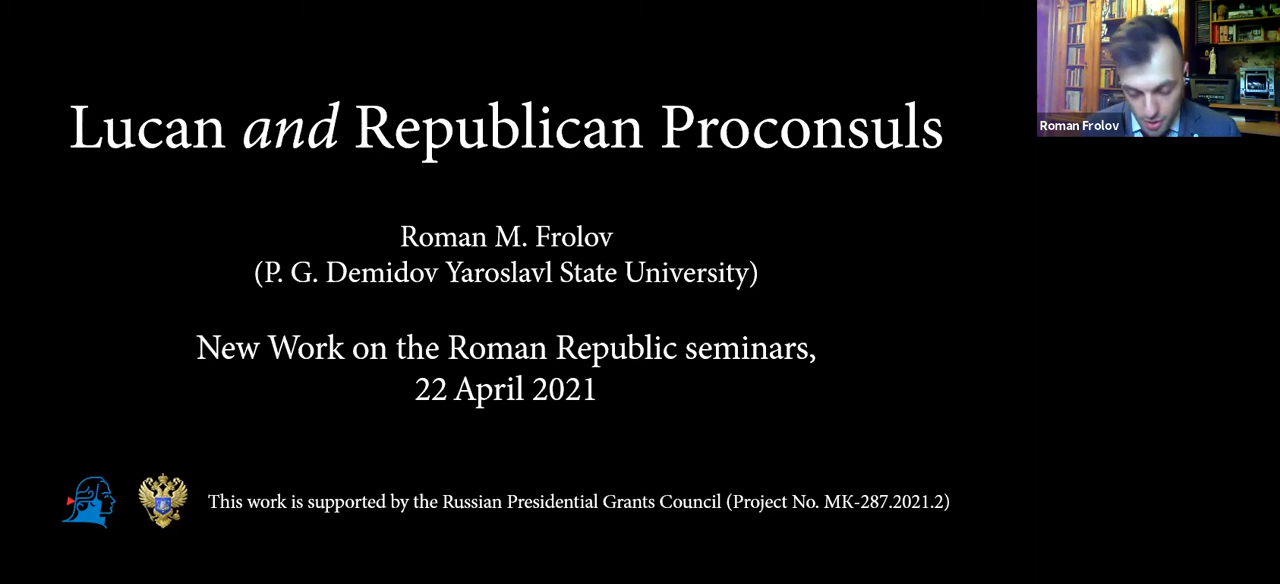 Lucan and Republican Proconsuls
Roman M. Frolov
(P. G. Demidov Yaroslavl State University)
New Work on the Roman Republic seminars,
22 April 2021
This work is supported by the Russian Presidential Grants Council (Project No. MK-287.2021.2)
Roman Frolov